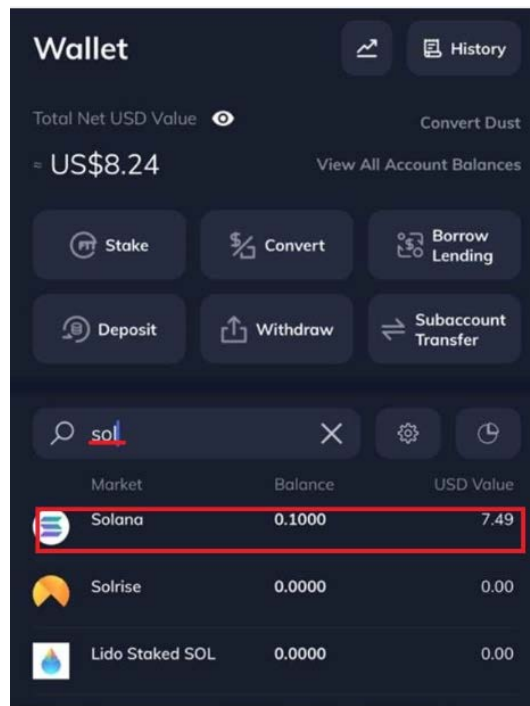 Wallet
History
Total Net USD Value
Convert Dust
≈ US$8.24
View All Account Balances
Stake
Convert
Borrow
Lending
Deposit
Withdraw
Subaccount
Transfer
sol
Market Balance USD Value
Solana 0.1000 7.49
Solrise 0.0000 0.00
Lido Staked SOL 0.0000 0.00